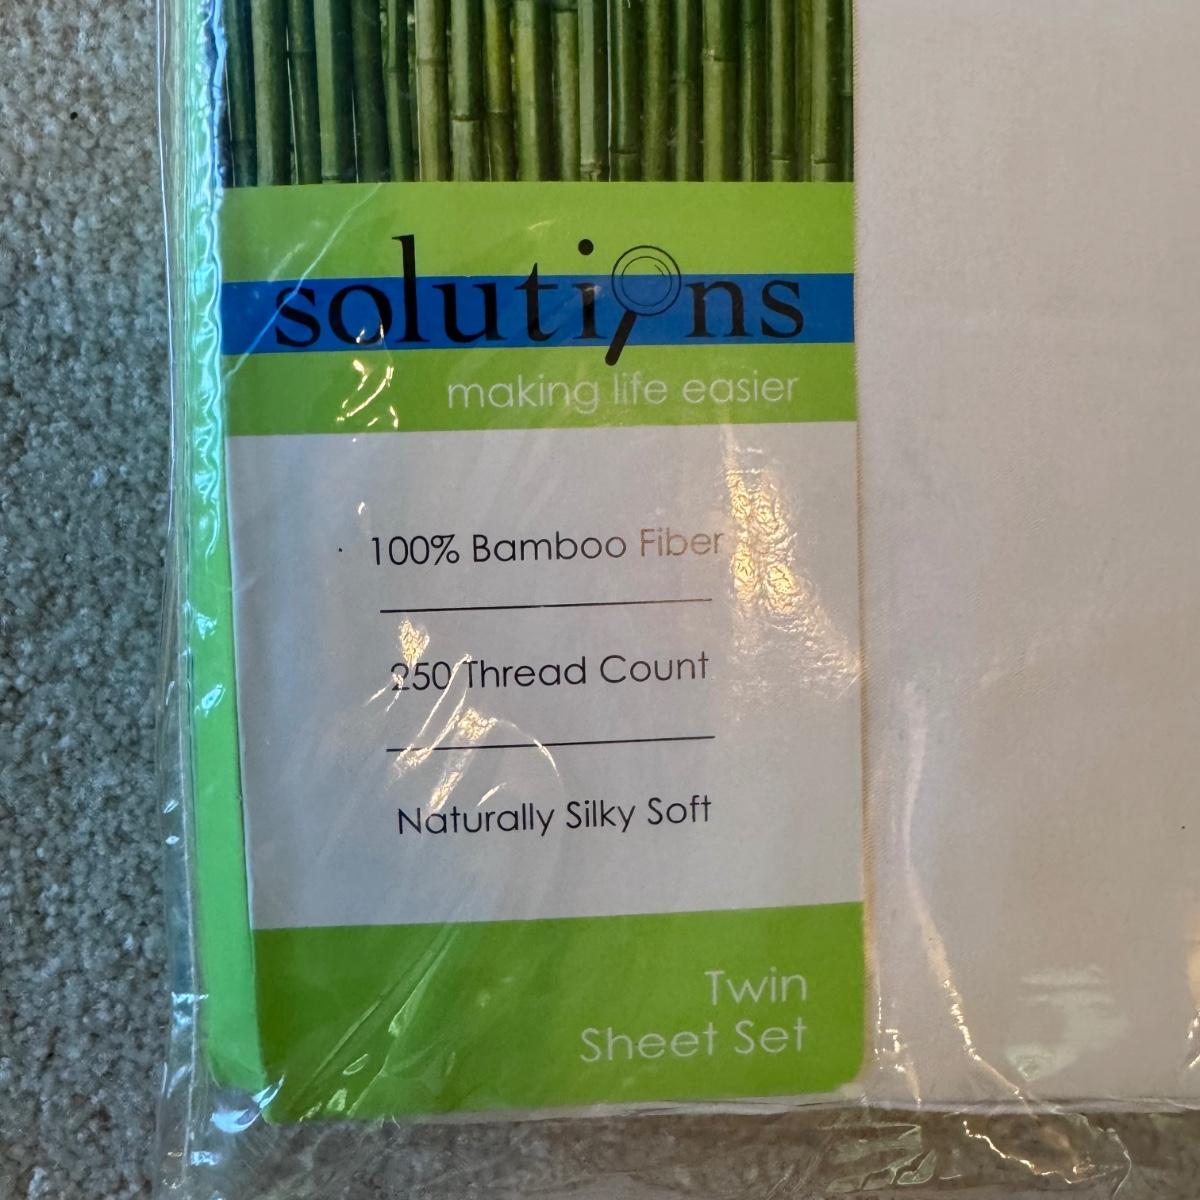 solutions
making life easier
100% Bamboo Fiber
250 Thread Count
Naturally Silky Soft
Twin
Sheet Set